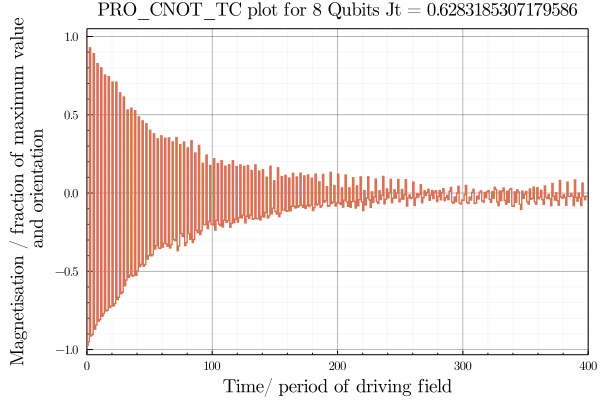 PRO_CNOT_TC plot for 8 Qubits Jt = 0.6283185307179586
Magnetisation / fraction of maximum value
and orientation
1.0
0.5
0.0
−0.5
−1.0
0
100
200
300
400
Time/ period of driving field